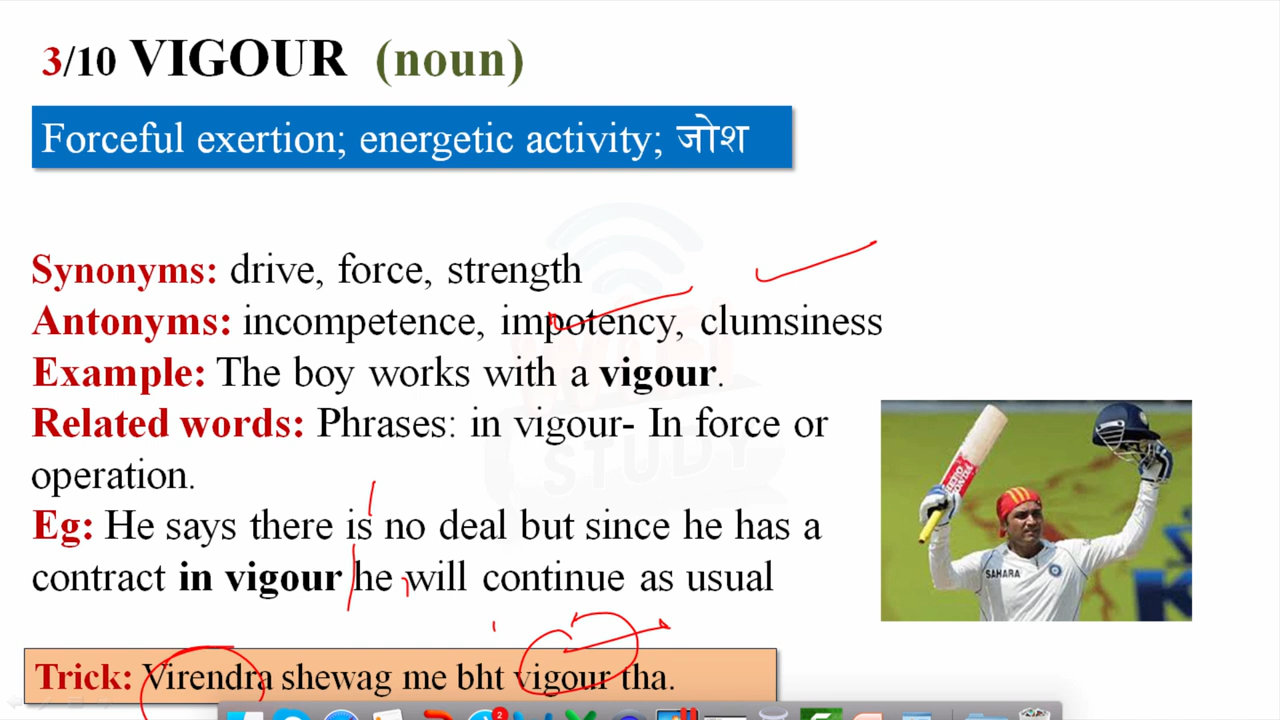 3/10 VIGOUR (noun)
Forceful exertion; energetic activity; जोश
Synonyms: drive, force, strength
Antonyms: incompetence, impotency, clumsiness
Example: The boy works with a vigour.
Related words: Phrases: in vigour- In force or
operation.
Eg: He says there is no deal but since he has a
contract in vigour he will continue as usual
Trick: Virendra shewag me bht vigour tha.
SAHARA
STUDY
2